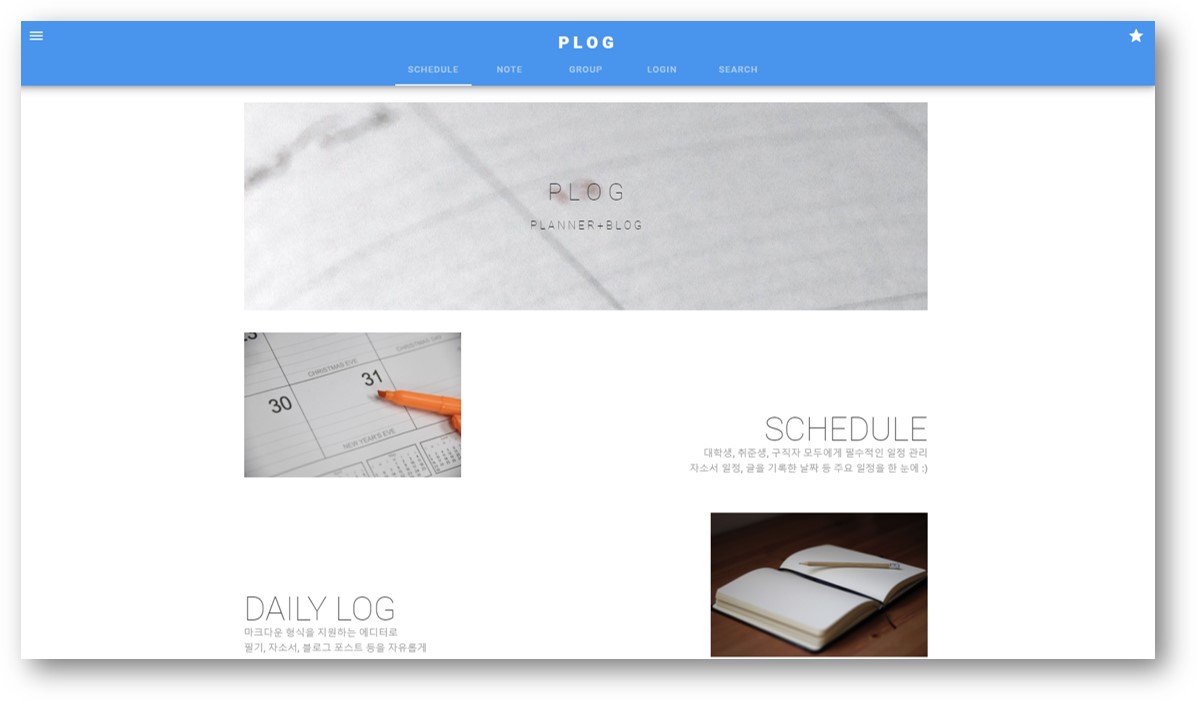 PLOG
SCHEDULE NOTE GROUP LOGIN SEARCH
PLOG
PLANNER+BLOG
CHRISTMAS EVE
CHRISTMAS DAY
30
31
NEW YEAR'S EVE
SCHEDULE
대학생, 취준생, 구직자 모두에게 필수적인 일정 관리
자소서 일정, 글을 기록한 날짜 등 주요 일정을 한 눈에 :)
DAILY LOG
마크다운 형식을 지원하는 에디터로
필기, 자소서, 블로그 포스트 등을 자유롭게